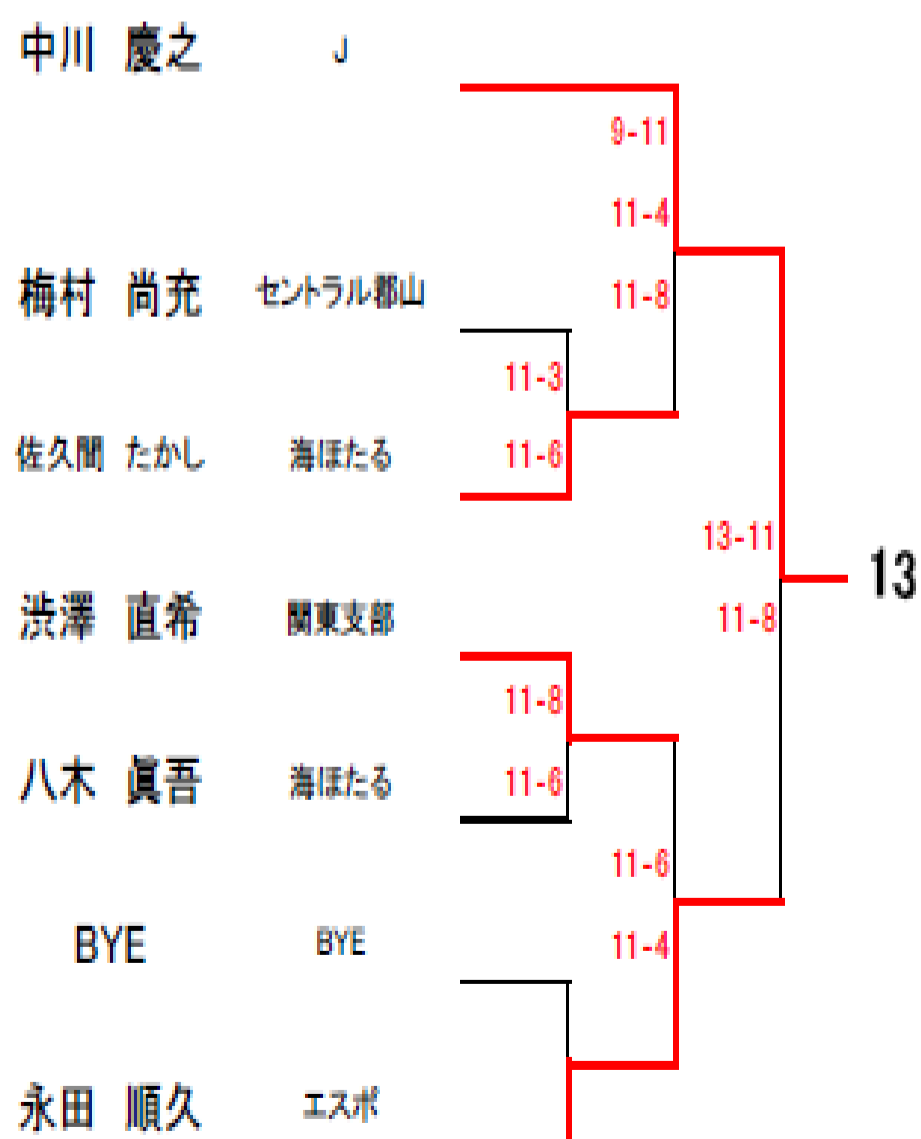 中川 慶之 J
9-11
11-4
梅村 尚充 セントラル郡山 11-8
11-3
佐久間 たかし 海ほたる 11-6
13-11
13
渋澤 直希 関東支部 11-8
11-8
八木 眞吾 海ほたる 11-6
11-6
BYE BYE 11-4
永田 順久 エスポ